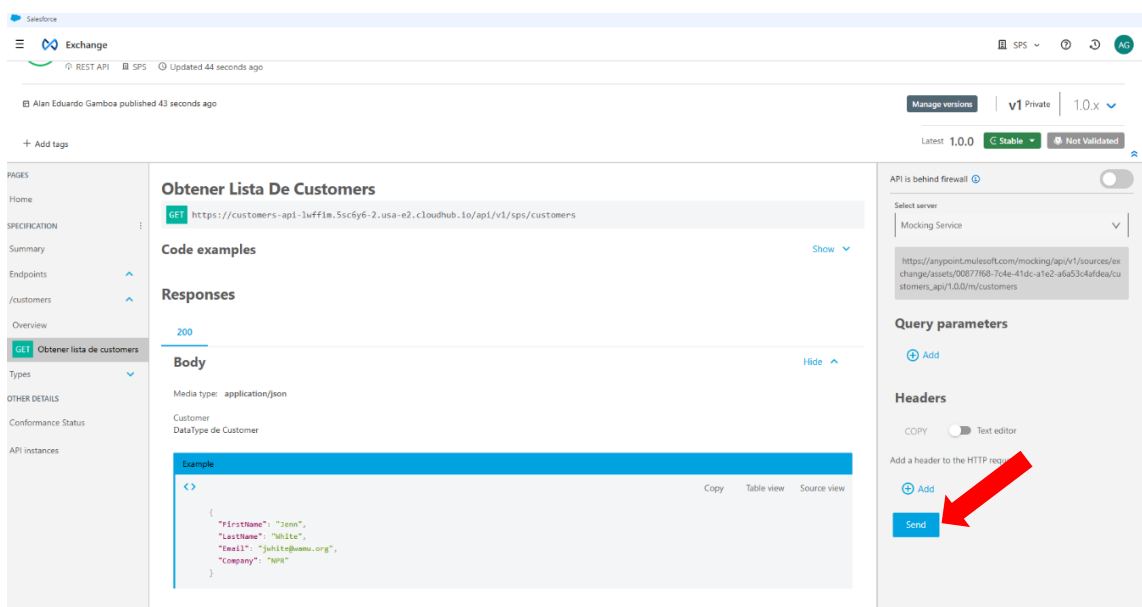 Salesforce
Exchange
SPS
AG
REST API SPS Updated 44 seconds ago
Alan Eduardo Gamboa published 43 seconds ago
Manage versions
v1 Private
1.0.x
+ Add tags
Latest 1.0.0
Stable
Not Validated
PAGES
Home
SPECIFICATION
Summary
Endpoints
/customers
Overview
GET Obtener lista de customers
Types
OTHER DETAILS
Conformance Status
API instances
Obtener Lista De Customers
GET https://customers-api-lwffim.5sc6y6-2.usa-e2.cloudhub.io/api/v1/sps/customers
Code examples
Show
Responses
200
Body
Hide
Media type: application/json
Customer
DataType de Customer
Example
<>
Copy Table view Source view
{
"FirstName": "Jenn",
"LastName": "White",
"Email": "jwhite@wamu.org",
"Company": "NPR"
}
API is behind firewall
Select server
Mocking Service
https://anypoint.mulesoft.com/mocking/api/v1/sources/ex
change/assets/00877f68-7c4e-41dc-a1e2-a6a53c4afdea/cu
stomers_api/1.0.0/m/customers
Query parameters
Add
Headers
COPY Text editor
Add a header to the HTTP
Add
Send